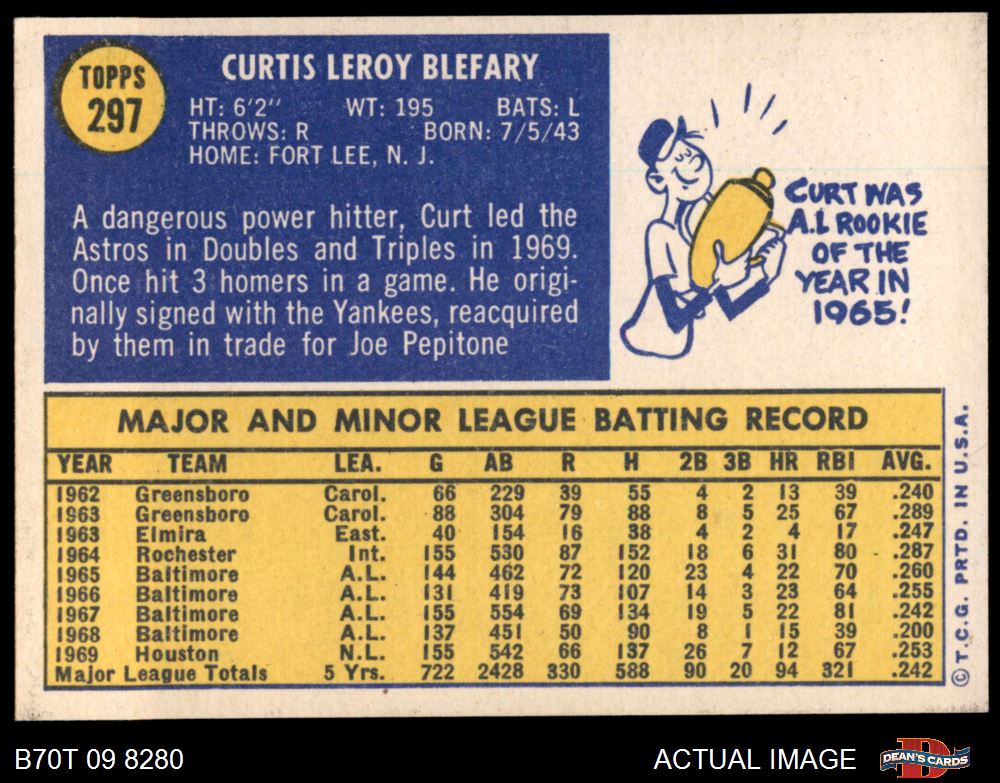 TOPPS
297
CURTIS LEROY BLEFARY
HT: 6'2" WT: 195 BATS: L
THROWS: R BORN: 7/5/43
HOME: FORT LEE, N. J.
A dangerous power hitter, Curt led the
Astros in Doubles and Triples in 1969.
Once hit 3 homers in a game. He origi-
nally signed with the Yankees, reacquired
by them in trade for Joe Pepitone
CURT WAS
A.L ROOKIE
OF THE
YEAR IN
1965!
MAJOR AND MINOR LEAGUE BATTING RECORD
YEAR TEAM LEA. G AB R H 2B 3B HR RBI AVG.
1962 Greensboro Carol. 66 229 39 55 4 2 13 39 .240
1963 Greensboro Carol. 88 304 79 88 8 5 25 67 .289
1963 Elmira East. 40 154 16 38 4 2 4 17 .247
1964 Rochester Int. 155 530 87 152 18 6 31 80 .287
1965 Baltimore A.L. 144 462 72 120 23 4 22 70 .260
1966 Baltimore A.L. 131 419 73 107 14 3 23 64 .255
1967 Baltimore A.L. 155 554 69 134 19 5 22 81 .242
1968 Baltimore A.L. 137 451 50 90 8 1 15 39 .200
1969 Houston N.L. 155 542 66 137 26 7 12 67 .253
Major League Totals 5 Yrs. 722 2428 330 588 90 20 94 321 .242
© T.C.G. PRTD. IN U.S.A.
B70T 09 8280
ACTUAL IMAGE
D
DEAN'S CARDS